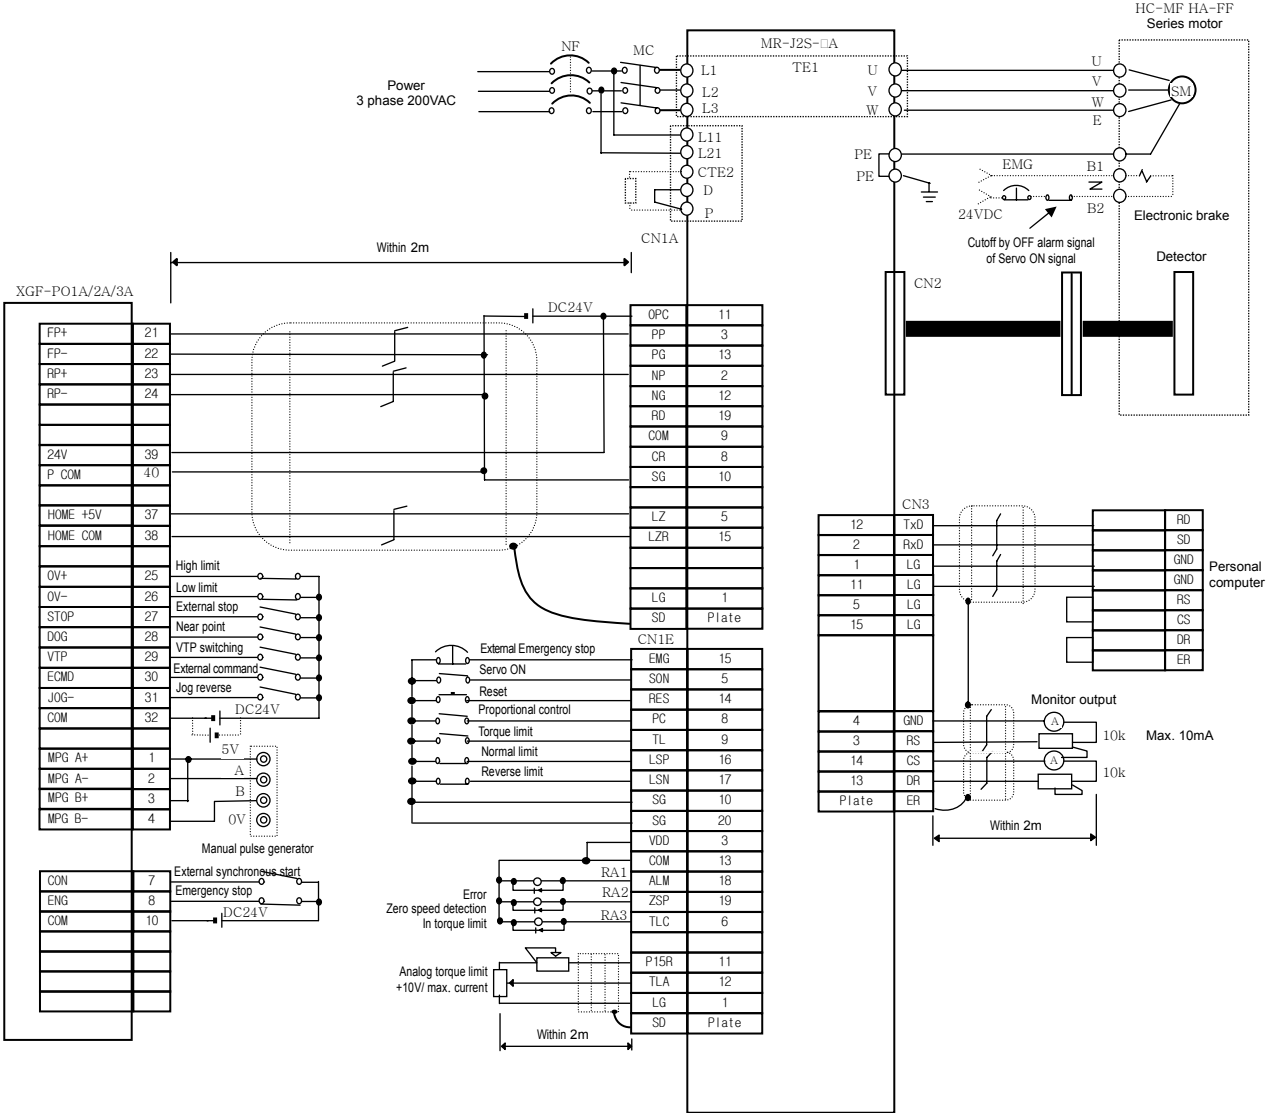 HC-MF HA-FF
Series motor
MR-J2S-□A
NF
MC
TE1
Power
3 phase 200VAC
L1
L2
L3
U
V
W
U
V
W
E
SM
L11
L21
CTE2
D
P
PE
PE
EMG
24VDC
B1
B2
Electronic brake
Cutoff by OFF alarm signal
of Servo ON signal
Detector
CN1A
CN2
Within 2m
XGF-PO1A/2A/3A
DC24V
FP+ 21
FP- 22
RP+ 23
RP- 24
24V 39
P COM 40
HOME +5V 37
HOME COM 38
0V+ 25 High limit
0V- 26 Low limit
STOP 27 External stop
DOG 28 Near point
VTP 29 VTP switching
ECMD 30 External command
JOG- 31 Jog reverse
COM 32 DC24V
MPG A+ 1 5V
MPG A- 2 A
MPG B+ 3 B
MPG B- 4 0V
Manual pulse generator
CON 7 External synchronous start
ENG 8 Emergency stop
COM 10 DC24V
OPC 11
PP 3
PG 13
NP 2
NG 12
RD 19
COM 9
CR 8
SG 10
LZ 5
LZR 15
LG 1
SD Plate
CN1E
External Emergency stop EMG 15
Servo ON SON 5
Reset RES 14
Proportional control PC 8
Torque limit TL 9
Normal limit LSP 16
Reverse limit LSN 17
SG 10
SG 20
VDD 3
COM 13
RA1 ALM 18
RA2 ZSP 19
RA3 TLC 6
Error
Zero speed detection
In torque limit
P15R 11
TLA 12
LG 1
SD Plate
Analog torque limit
+10V/ max. current
Within 2m
CN3
12 TxD RD
2 RxD SD
1 LG GND
11 LG GND
5 LG RS
15 LG CS
DR
ER
Personal
computer
Monitor output
4 GND A
3 RS 10k
14 CS A
13 DR 10k
Plate ER
Max. 10mA
Within 2m